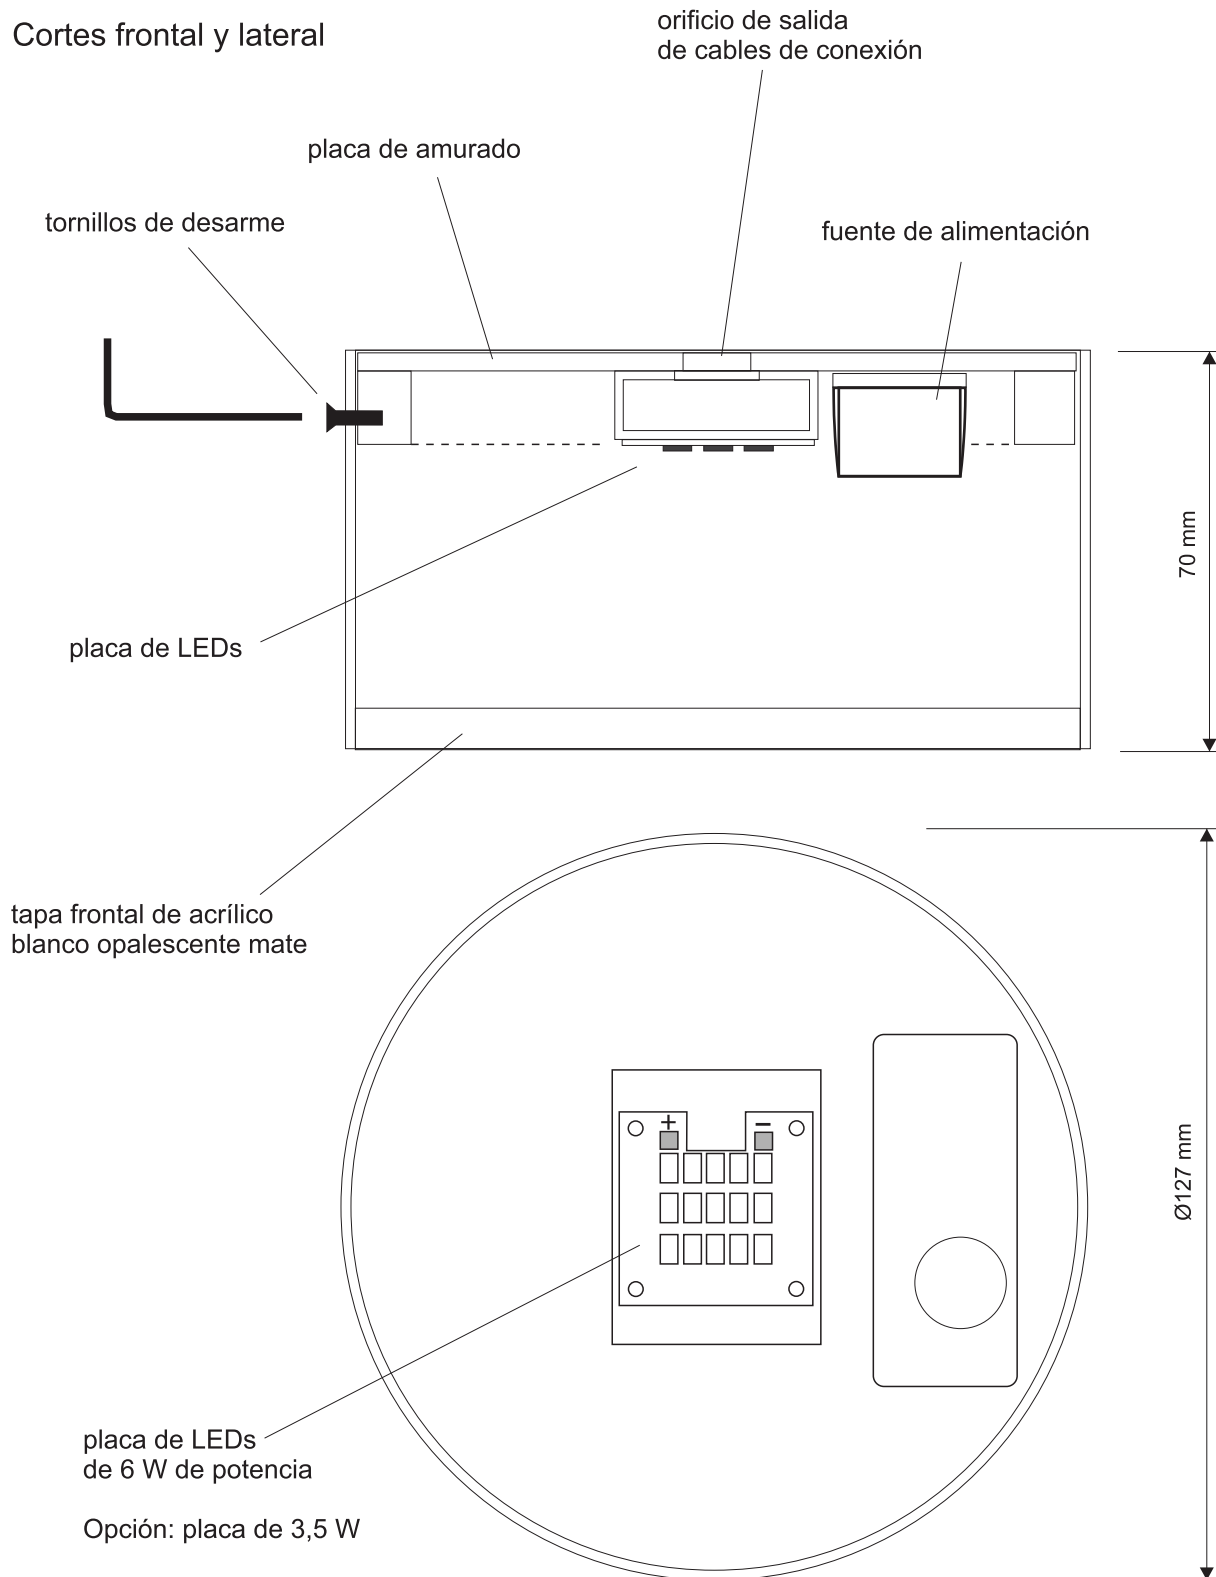 Cortes frontal y lateral
orificio de salida
de cables de conexión
placa de amurado
tornillos de desarme
fuente de alimentación
70 mm
placa de LEDs
tapa frontal de acrílico
blanco opalescente mate
+ –
Ø127 mm
placa de LEDs
de 6 W de potencia
Opción: placa de 3,5 W